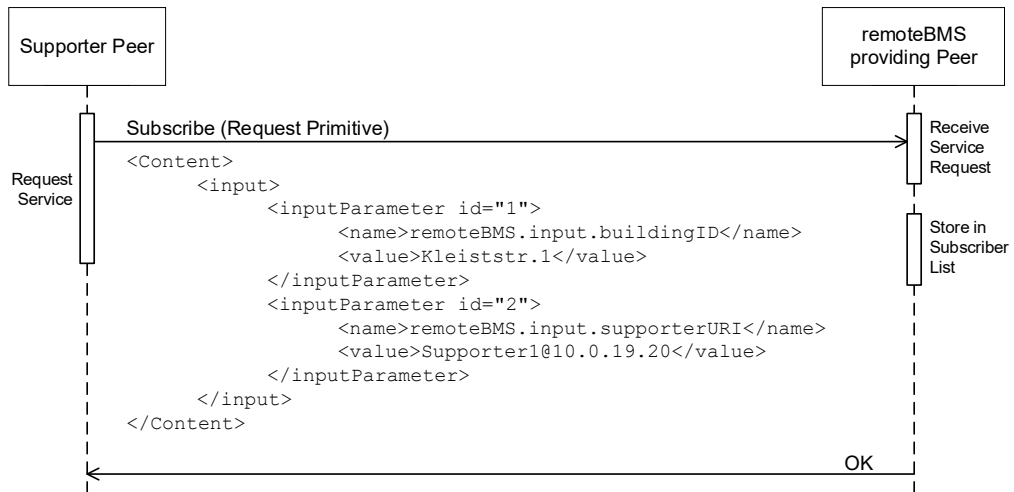 Supporter Peer
remoteBMS
providing Peer
Subscribe (Request Primitive)
Receive
Service
Request
Request
Service
<Content>
<input>
<inputParameter id="1">
<name>remoteBMS.input.buildingID</name>
<value>Kleiststr.1</value>
</inputParameter>
<inputParameter id="2">
<name>remoteBMS.input.supporterURI</name>
<value>Supporter1@10.0.19.20</value>
</inputParameter>
</input>
</Content>
Store in
Subscriber
List
OK